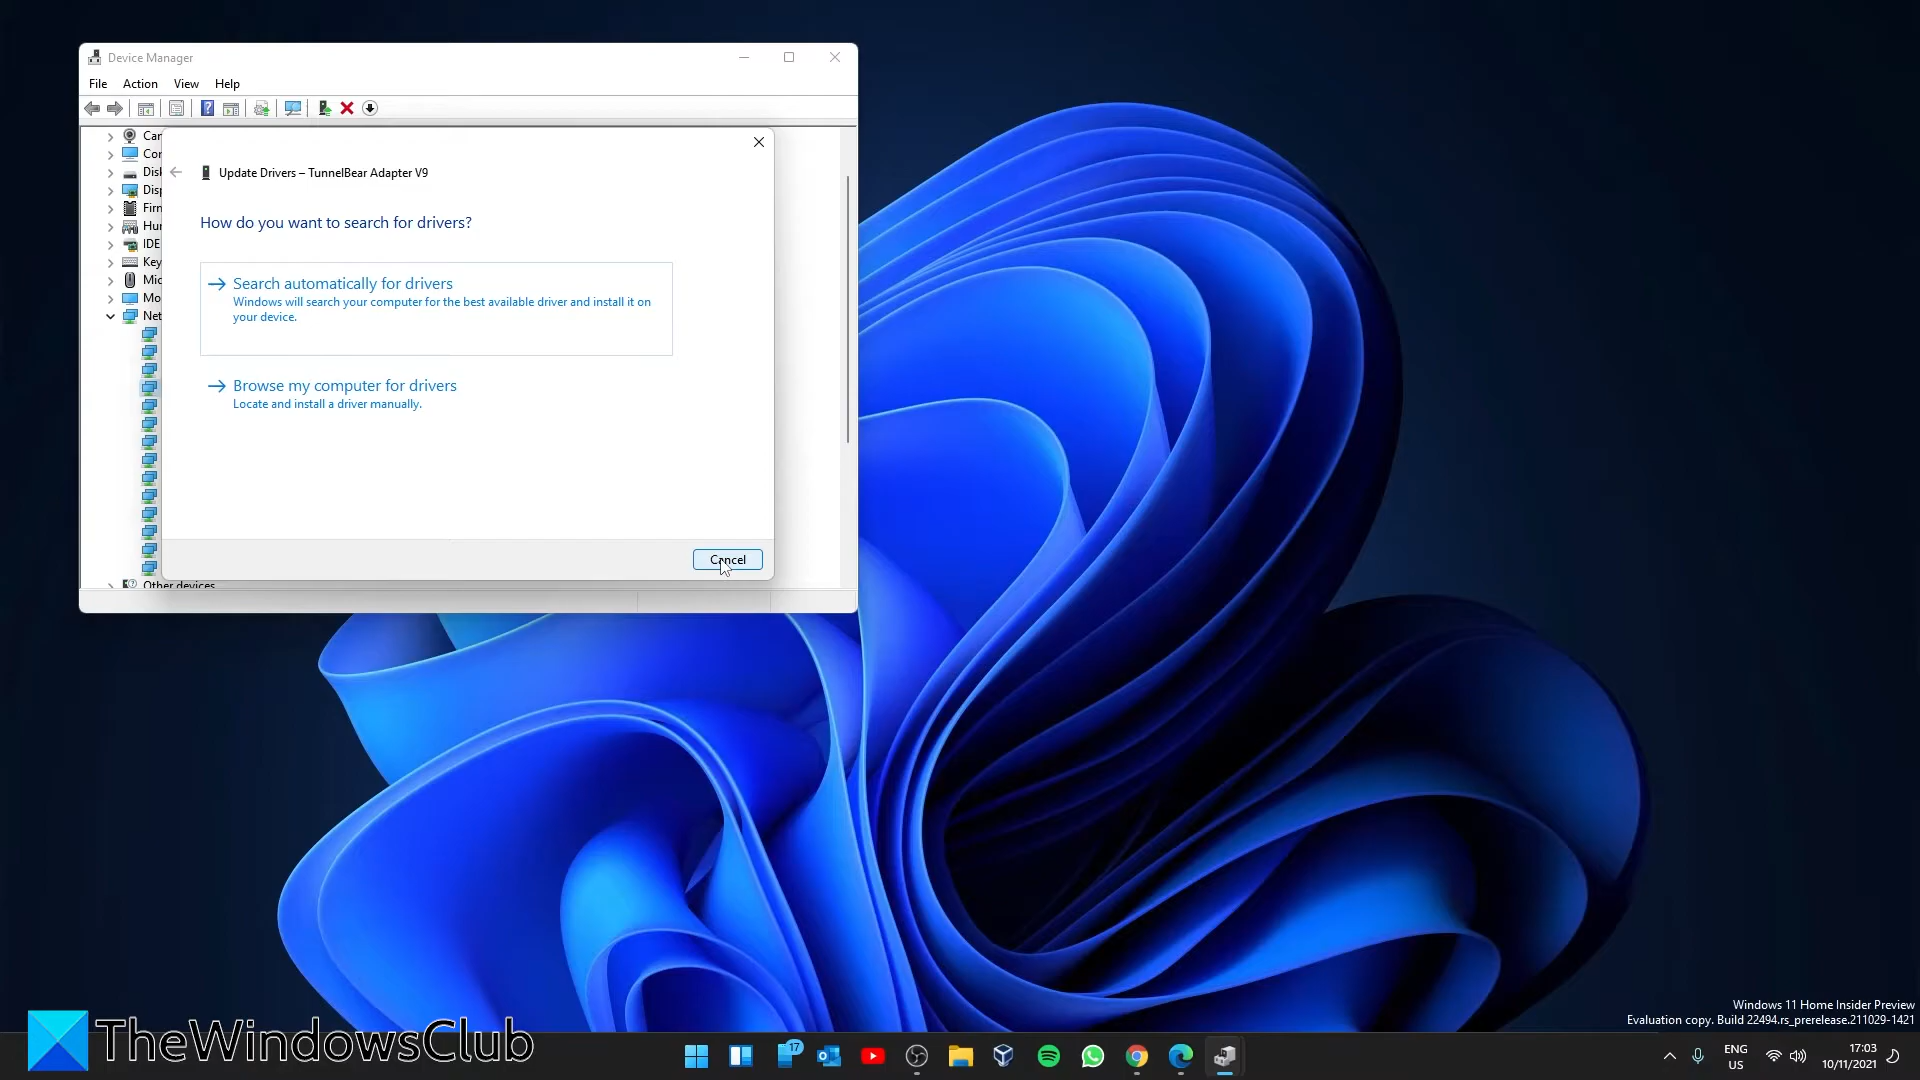 Device Manager
File Action View Help
Car
Cor
Disk
Disp
Firn
Hur
IDE
Key
Mic
Mo
Net
Other devices
Update Drivers – TunnelBear Adapter V9
How do you want to search for drivers?
Search automatically for drivers
Windows will search your computer for the best available driver and install it on
your device.
Browse my computer for drivers
Locate and install a driver manually.
Cancel
Windows 11 Home Insider Preview
Evaluation copy. Build 22494.rs_prerelease.211029-1421
TheWindowsClub
17
ENG
US
17:03
10/11/2021